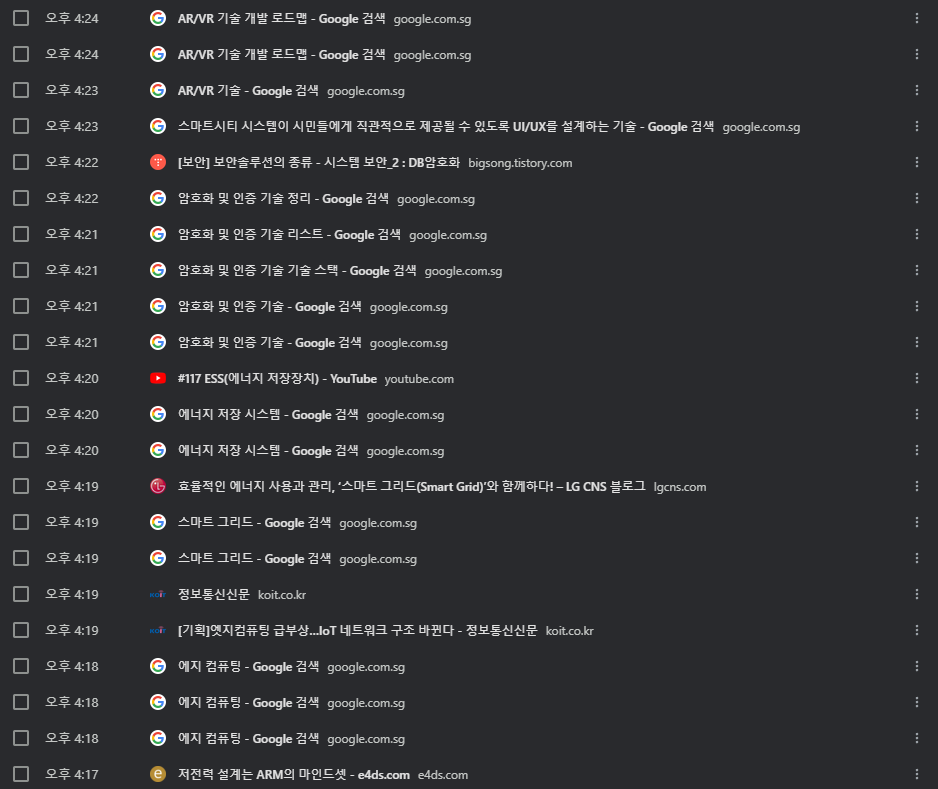 오후 4:24 AR/VR 기술 개발 로드맵 - Google 검색 google.com.sg
오후 4:24 AR/VR 기술 개발 로드맵 - Google 검색 google.com.sg
오후 4:23 AR/VR 기술 - Google 검색 google.com.sg
오후 4:23 스마트시티 시스템이 시민들에게 직관적으로 제공될 수 있도록 UI/UX를 설계하는 기술 - Google 검색 google.com.sg
오후 4:22 [보안] 보안솔루션의 종류 - 시스템 보안_2 : DB암호화 bigsong.tistory.com
오후 4:22 암호화 및 인증 기술 정리 - Google 검색 google.com.sg
오후 4:21 암호화 및 인증 기술 리스트 - Google 검색 google.com.sg
오후 4:21 암호화 및 인증 기술 기술 스택 - Google 검색 google.com.sg
오후 4:21 암호화 및 인증 기술 - Google 검색 google.com.sg
오후 4:21 암호화 및 인증 기술 - Google 검색 google.com.sg
오후 4:20 #117 ESS(에너지 저장장치) - YouTube youtube.com
오후 4:20 에너지 저장 시스템 - Google 검색 google.com.sg
오후 4:20 에너지 저장 시스템 - Google 검색 google.com.sg
오후 4:19 효율적인 에너지 사용과 관리, ‘스마트 그리드(Smart Grid)’와 함께하다! – LG CNS 블로그 lgcns.com
오후 4:19 스마트 그리드 - Google 검색 google.com.sg
오후 4:19 스마트 그리드 - Google 검색 google.com.sg
오후 4:19 정보통신신문 koit.co.kr
오후 4:19 [기획]엣지컴퓨팅 급부상...IoT 네트워크 구조 바뀐다 - 정보통신신문 koit.co.kr
오후 4:18 에지 컴퓨팅 - Google 검색 google.com.sg
오후 4:18 에지 컴퓨팅 - Google 검색 google.com.sg
오후 4:18 에지 컴퓨팅 - Google 검색 google.com.sg
오후 4:17 저전력 설계는 ARM의 마인드셋 - e4ds.com e4ds.com